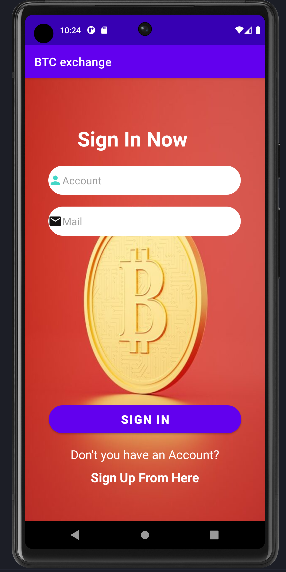 10:24
BTC exchange
Sign In Now
Account
Mail
SIGN IN
Don't you have an Account?
Sign Up From Here